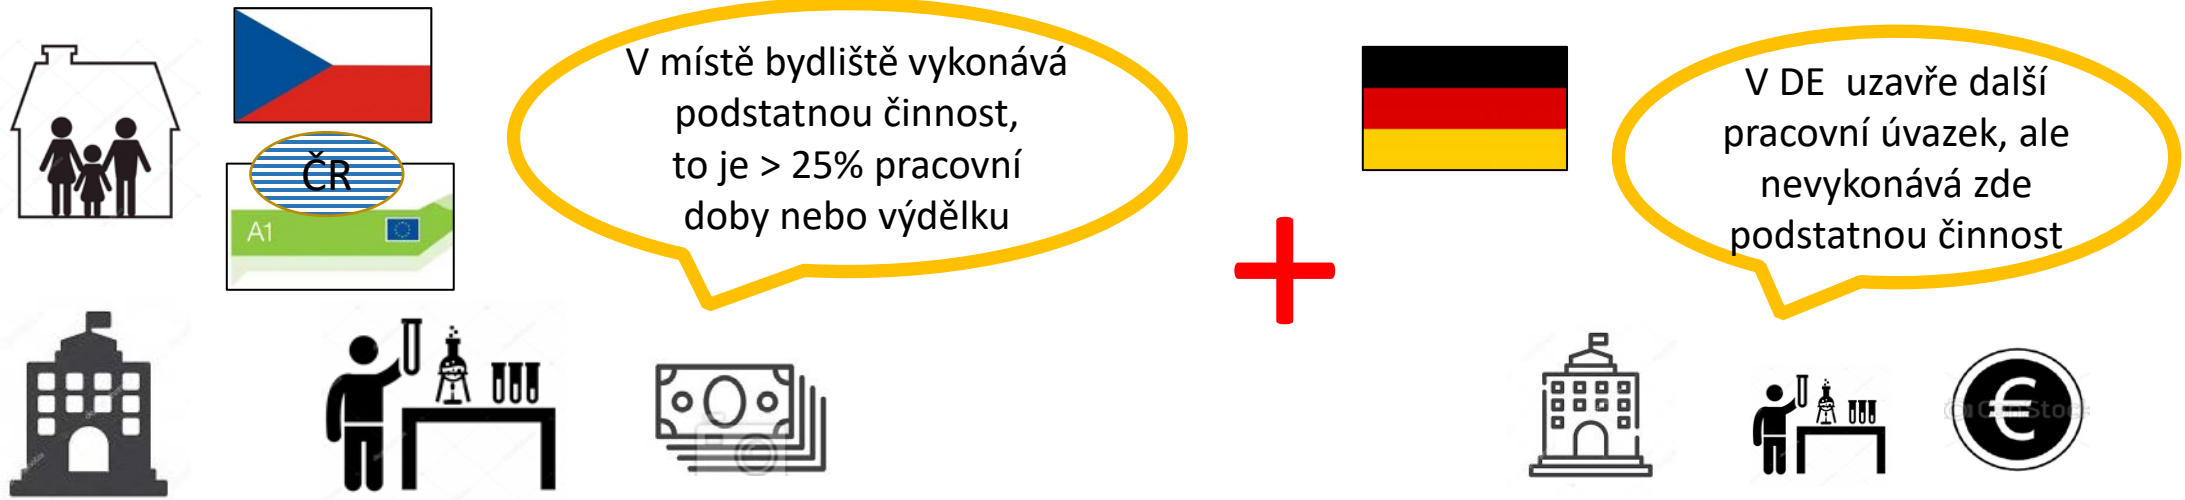 ČR
A1
V místě bydliště vykonává
podstatnou činnost,
to je > 25% pracovní
doby nebo výdělku
V DE  uzavře další
pracovní úvazek, ale
nevykonává zde
podstatnou činnost
€